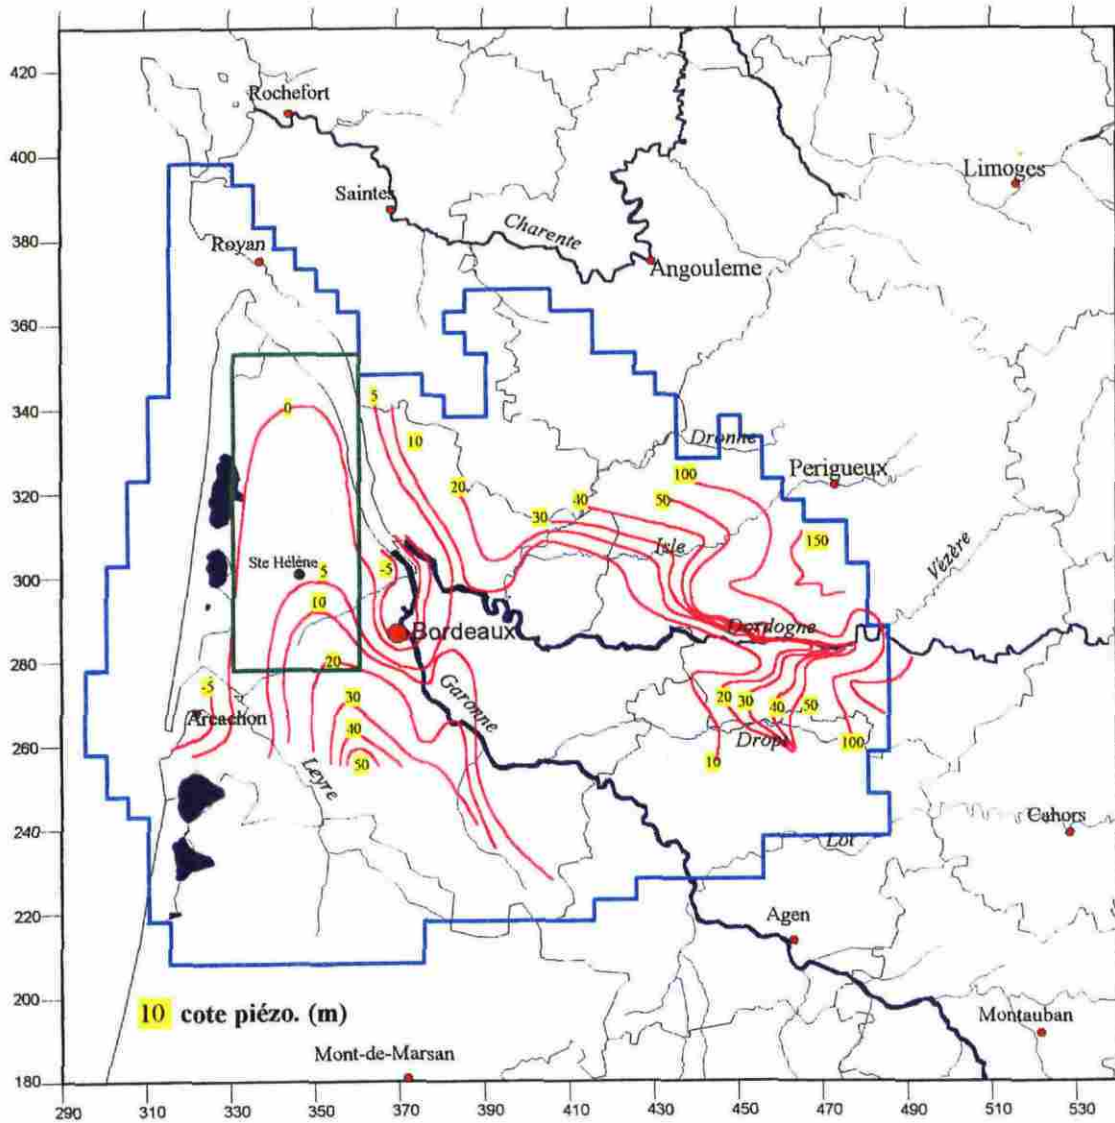 420
Rochefort
400
Limoges
Saintes
Charente
380
Royan
Angouleme
360
5
340
0
10
Dronne
100
Perigueux
320
20
50
40
30
150
Isle
Vézère
300
Ste Hélène
5
-5
10
Dordogne
Bordeaux
280
20
-5
Garonne
30
20
30
50
Arcachon
40
40
100
260
50
Dropt
10
Leyre
240
Cahors
Lot
220
Agen
200
10 cote piézo. (m)
Montauban
Mont-de-Marsan
180
290 310 330 350 370 390 410 430 450 470 490 510 530